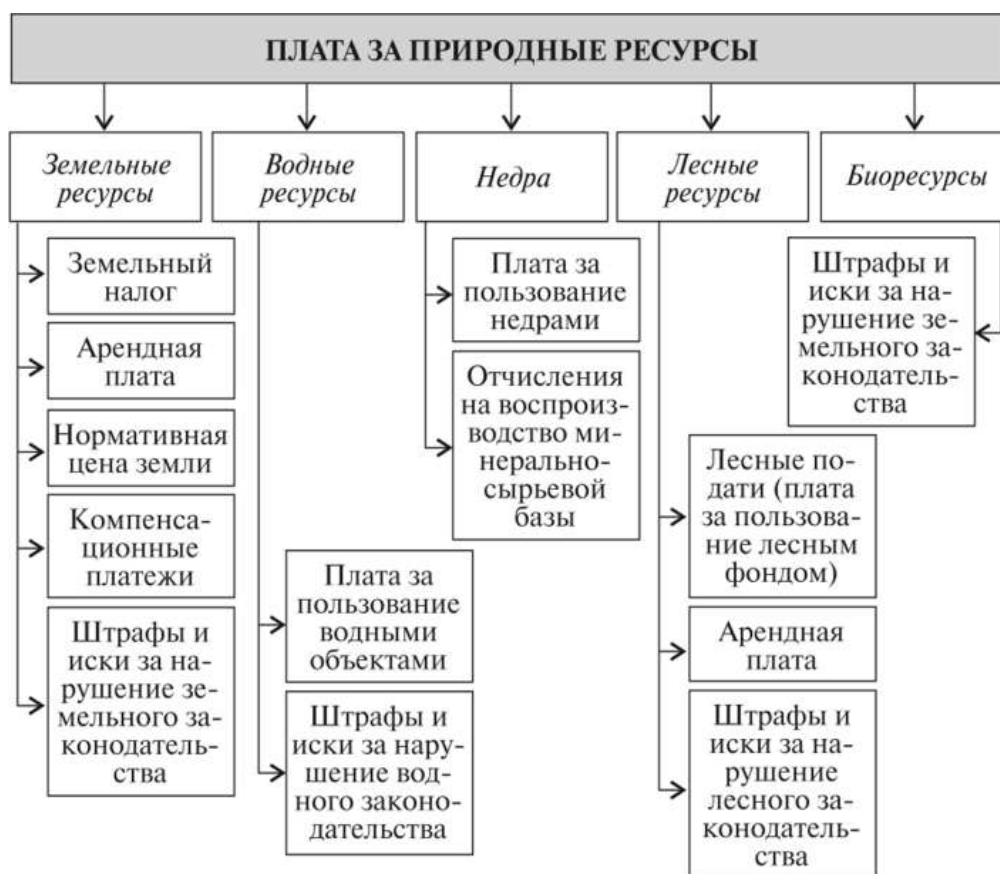 ПЛАТА ЗА ПРИРОДНЫЕ РЕСУРСЫ
Земельные
ресурсы
Водные
ресурсы
Недра
Лесные
ресурсы
Биоресурсы
Земельный
налог
Арендная
плата
Нормативная
цена земли
Компенса-
ционные
платежи
Штрафы и
иски за на-
рушение зе-
мельного за-
конодатель-
ства
Плата за
пользование
водными
объектами
Штрафы и
иски за нару-
шение вод-
ного законо-
дательства
Плата за
пользование
недрами
Отчисления
на воспроиз-
водство ми-
нерально-
сырьевой
базы
Лесные по-
дати (плата
за пользова-
ние лесным
фондом)
Арендная
плата
Штрафы и
иски за на-
рушение
лесного за-
конодатель-
ства
Штрафы и
иски за на-
рушение зе-
мельного за-
конодатель-
ства